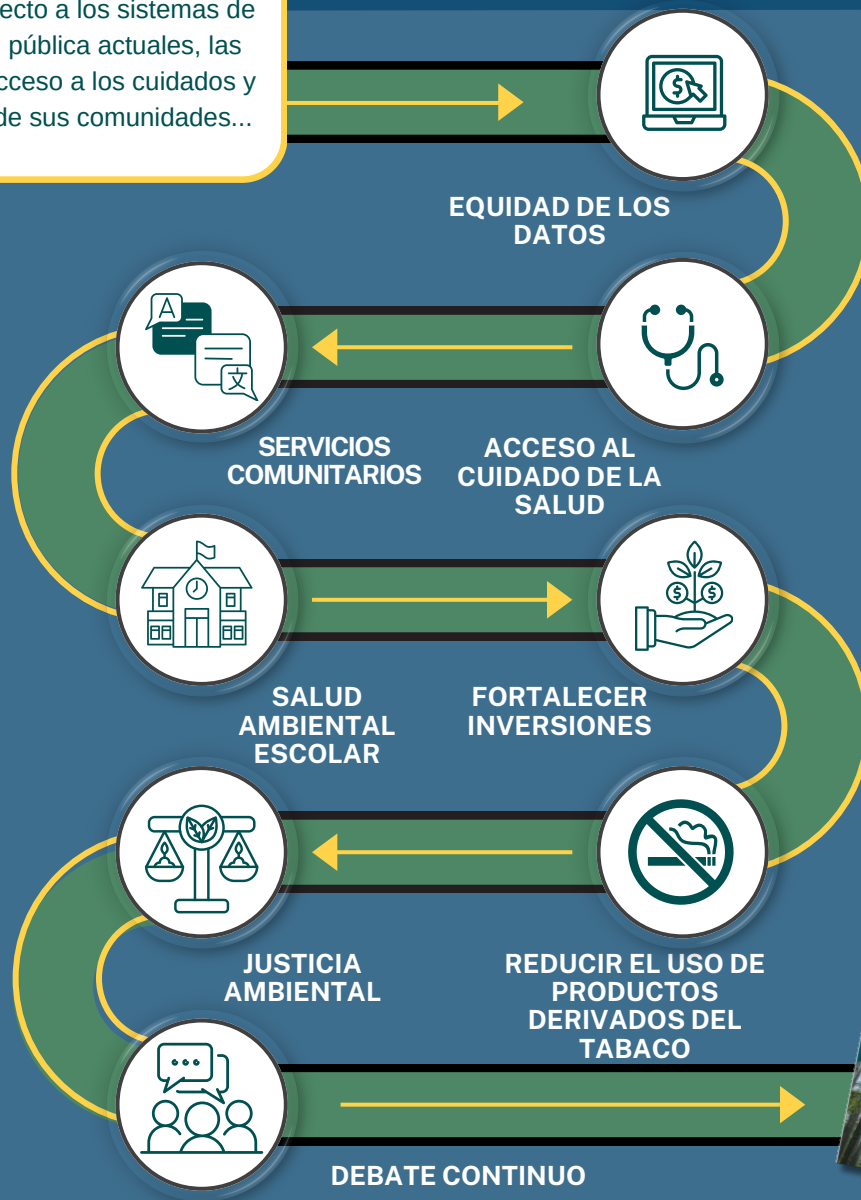 ecto a los sistemas de
pública actuales, las
cceso a los cuidados y
de sus comunidades...
EQUIDAD DE LOS
DATOS
ACCESO AL
CUIDADO DE LA
SALUD
SERVICIOS
COMUNITARIOS
A
文
SALUD
AMBIENTAL
ESCOLAR
FORTALECER
INVERSIONES
REDUCIR EL USO DE
PRODUCTOS
DERIVADOS DEL
TABACO
JUSTICIA
AMBIENTAL
DEBATE CONTINUO